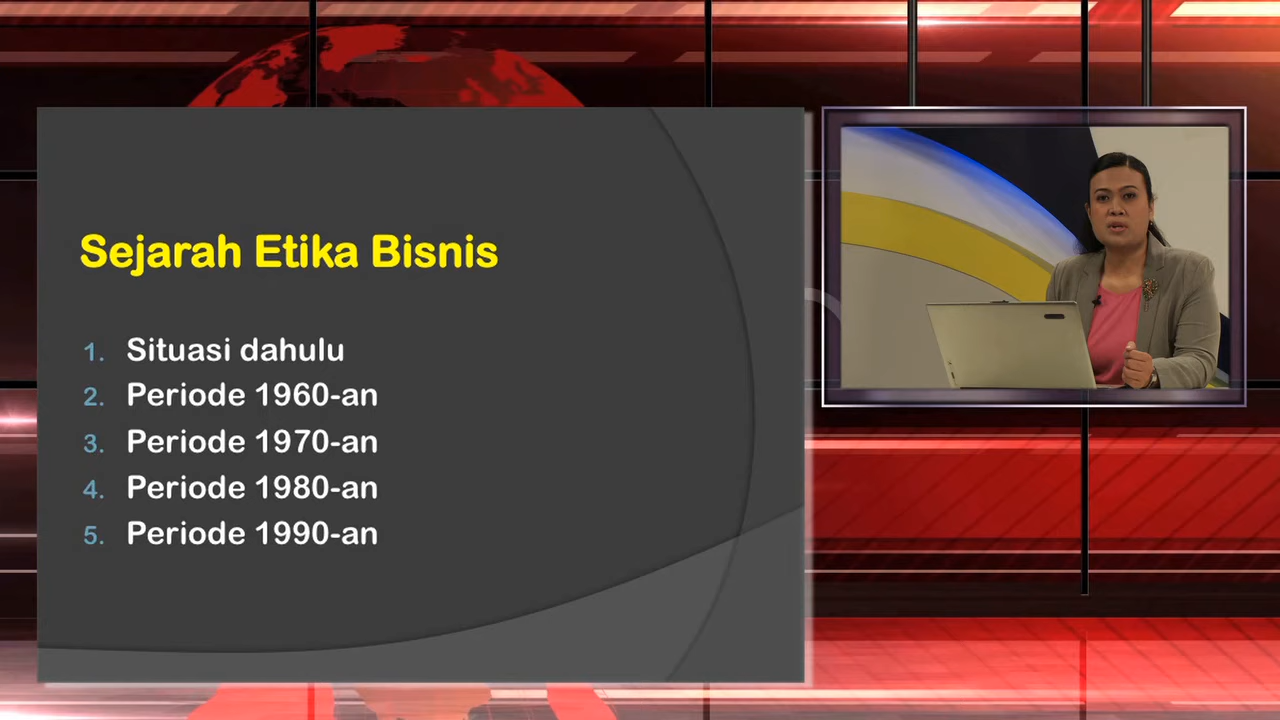 Sejarah Etika Bisnis
1. Situasi dahulu
2. Periode 1960-an
3. Periode 1970-an
4. Periode 1980-an
5. Periode 1990-an